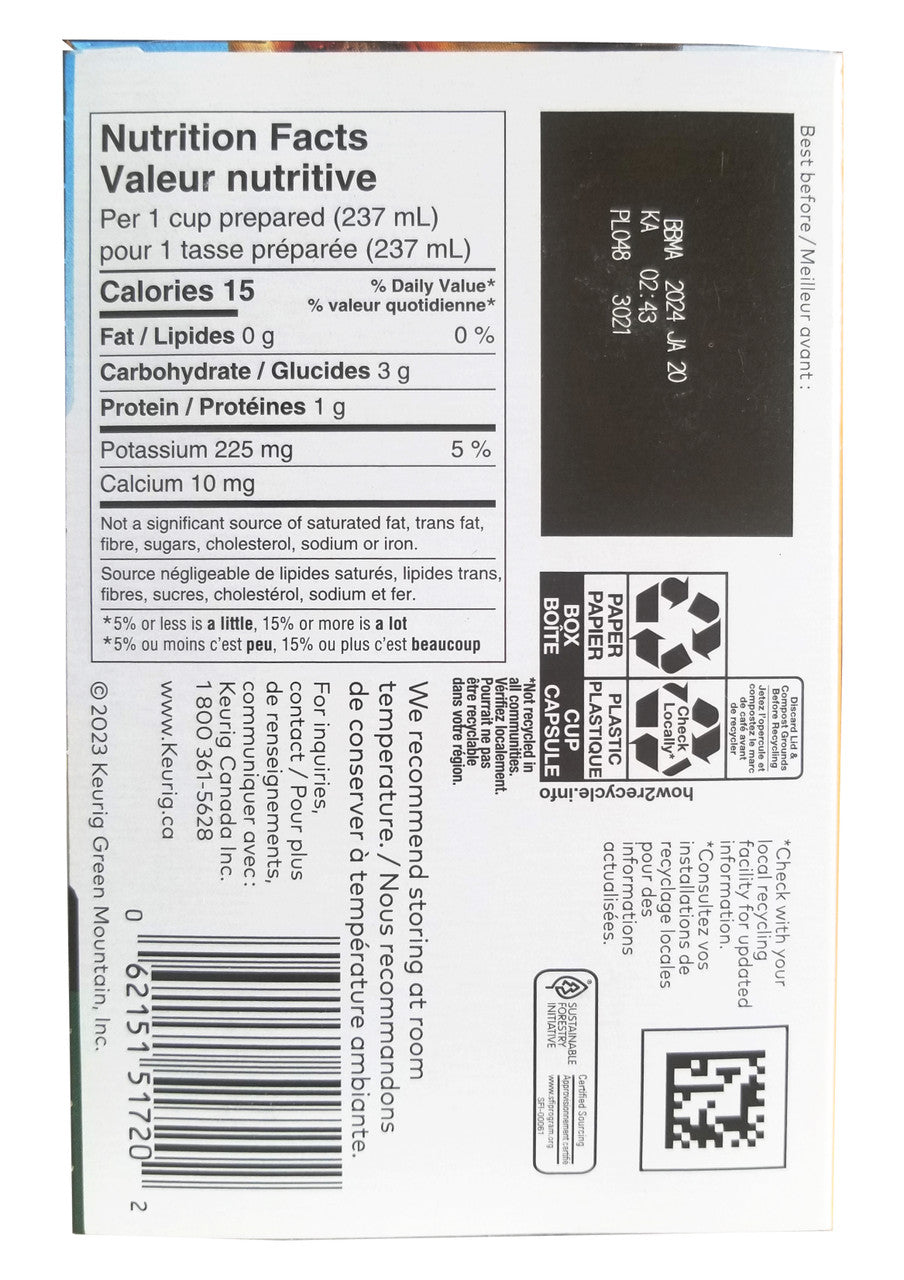 Nutrition Facts
Valeur nutritive
Per 1 cup prepared (237 mL)
pour 1 tasse préparée (237 mL)
Calories 15
% Daily Value*
% valeur quotidienne*
Fat / Lipides 0 g 0 %
Carbohydrate / Glucides 3 g
Protein / Protéines 1 g
Potassium 225 mg 5 %
Calcium 10 mg
Not a significant source of saturated fat, trans fat,
fibre, sugars, cholesterol, sodium or iron.
Source négligeable de lipides saturés, lipides trans,
fibres, sucres, cholestérol, sodium et fer.
*5% or less is a little, 15% or more is a lot
*5% ou moins c'est peu, 15% ou plus c'est beaucoup
Best before / Meilleur avant :
BBMA 2024 JA 20
KA 02:43
PL048 3021
Discard Lid &
Compost Grounds
Before Recycling
Jetez l'opercule et
compostez le marc
de café avant
de recycler
Check
Locally*
PAPER
PAPIER
BOX
BOÎTE
PLASTIC
PLASTIQUE
CUP
CAPSULE
how2recycle.info
*Not recycled in
all communities.
Vérifiez localement.
Pourrait ne pas
être recyclable
dans votre région.
*Check with your
local recycling
facility for updated
information.
*Consultez vos
installations de
recyclage locales
pour des
informations
actualisées.
SUSTAINABLE
FORESTRY
INITIATIVE
Certified Sourcing
Approvisionnement certifié
www.sfiprogram.org
SFI-00061
We recommend storing at room
temperature. / Nous recommandons
de conserver à température ambiante.
For inquiries,
contact / Pour plus
de renseignements,
communiquer avec :
Keurig Canada Inc.
1 800 361-5628
www.Keurig.ca
©2023 Keurig Green Mountain, Inc.
0 62151 51720 2